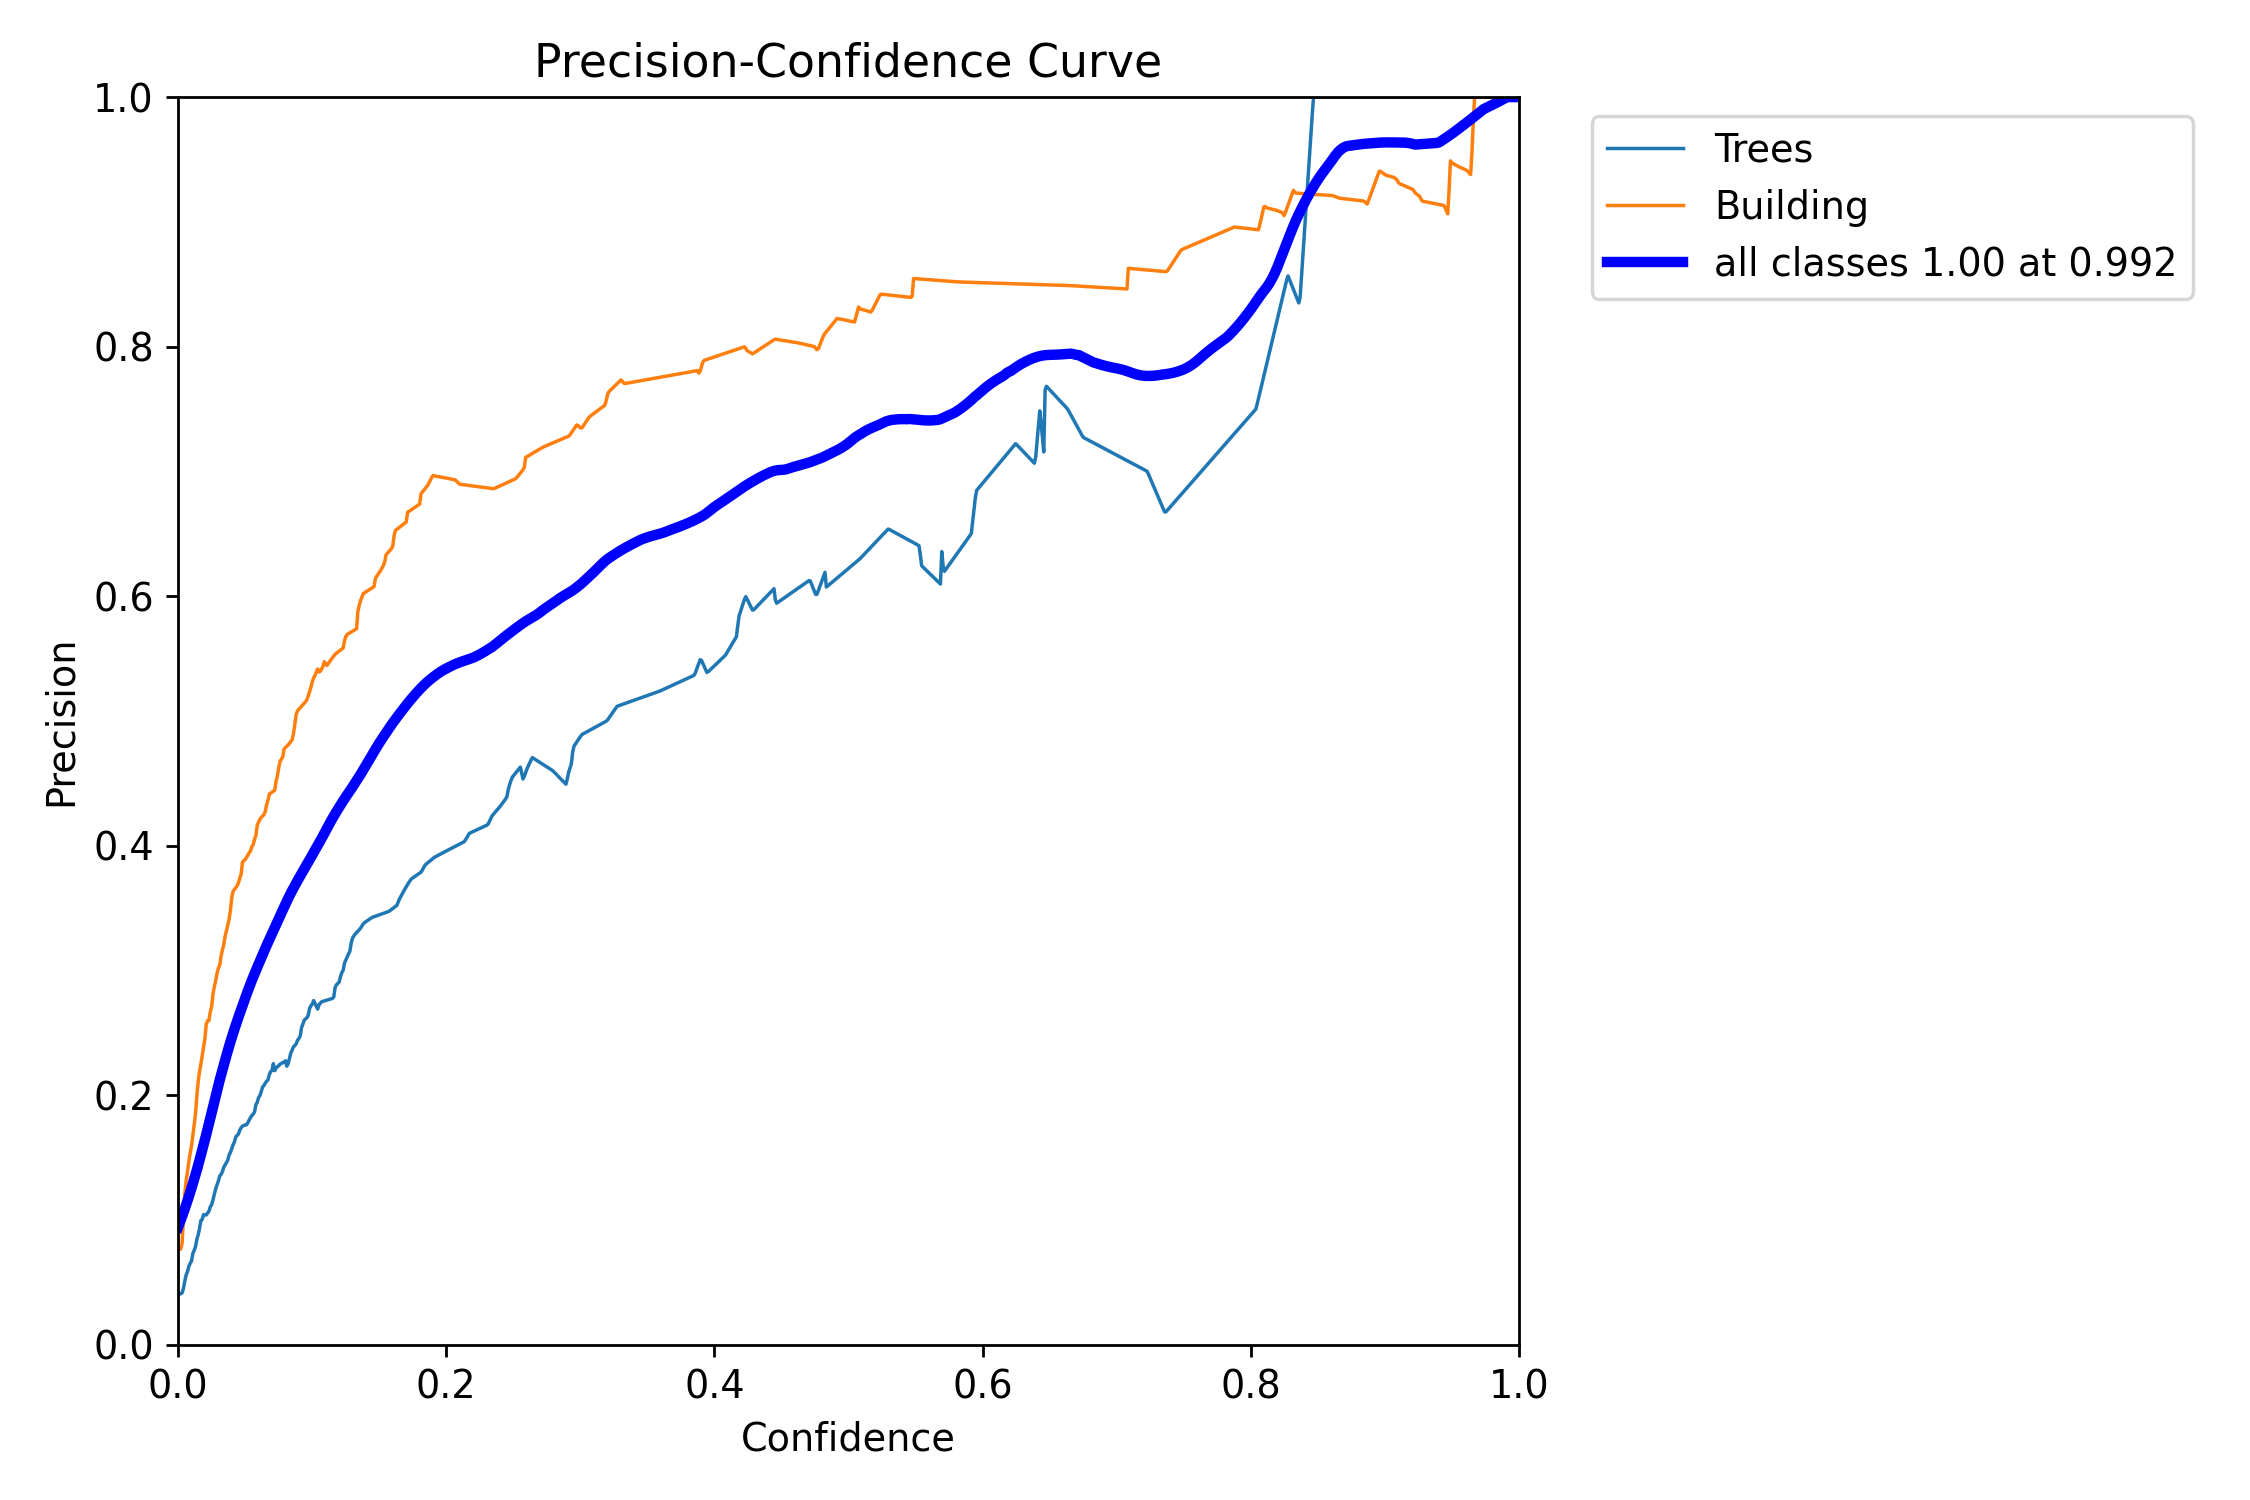 Precision-Confidence Curve
1.0
0.8
0.6
0.4
0.2
0.0
Precision
0.0 0.2 0.4 0.6 0.8 1.0
Confidence
Trees
Building
all classes 1.00 at 0.992